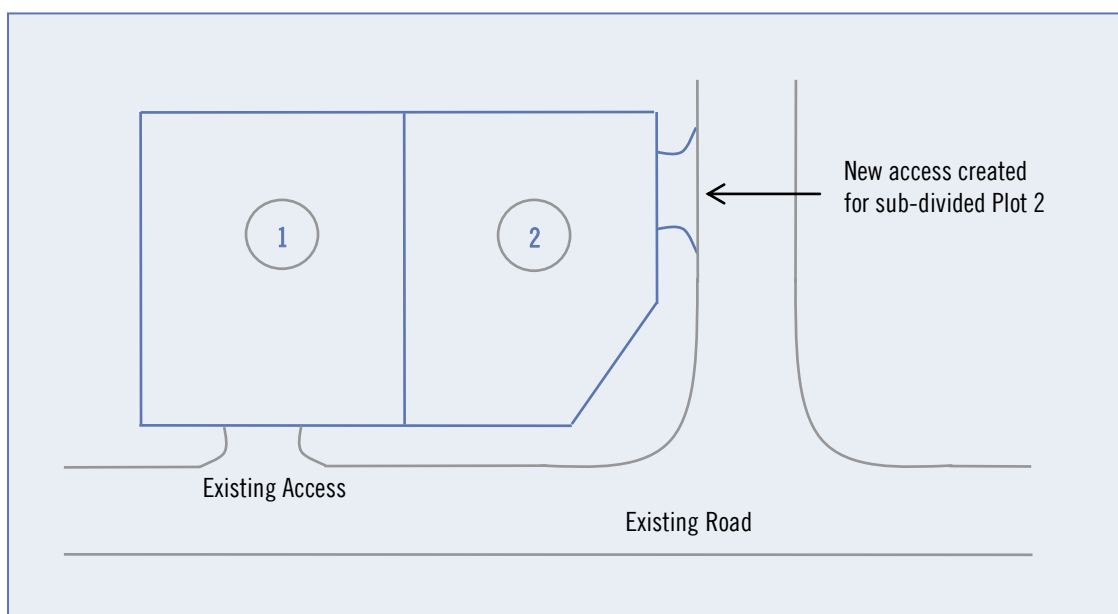 New access created
for sub-divided Plot 2
1
2
Existing Access
Existing Road